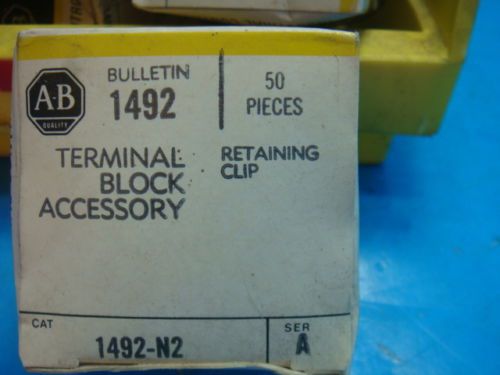 A-B
QUALITY
BULLETIN
1492
50
PIECES
TERMINAL
BLOCK
ACCESSORY
RETAINING
CLIP
CAT
1492-N2
SER
A